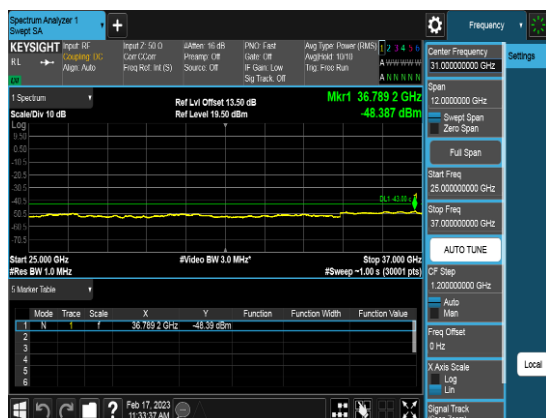 Spectrum Analyzer 1
Swept SA
Frequency
KEYSIGHT
RL
Input: RF
Coupling: DC
Align: Auto
Input Z: 50 Ω
Corr CCorr
Freq Ref: Int (S)
#Atten: 16 dB
Preamp: Off
Source: Off
PNO: Fast
Gate: Off
IF Gain: Low
Sig Track: Off
Avg Type: Power (RMS)
Avg|Hold: 10/10
Trig: Free Run
1 2 3 4 5 6
A W W W W W
A N N N N N
Center Frequency
31.000000000 GHz
Settings
Span
12.0000000 GHz
Swept Span
Zero Span
Full Span
Start Freq
25.000000000 GHz
Stop Freq
37.000000000 GHz
AUTO TUNE
CF Step
1.200000000 GHz
Auto
Man
Freq Offset
0 Hz
X Axis Scale
Log
Lin
Local
Signal Track
1 Spectrum
Scale/Div 10 dB
Ref Lvl Offset 13.50 dB
Ref Level 19.50 dBm
Mkr1 36.789 2 GHz
-48.387 dBm
Log
9.50
-0.500
-10.5
-20.5
-30.5
-40.5
-50.5
-60.5
-70.5
Start 25.000 GHz
#Res BW 1.0 MHz
#Video BW 3.0 MHz*
Stop 37.000 GHz
#Sweep ~1.00 s (30001 pts)
5 Marker Table
Mode Trace Scale X Y Function Function Width Function Value
1 N 1 f 36.789 2 GHz -48.39 dBm
2
3
4
5
6
Feb 17, 2023
11:33:37 AM